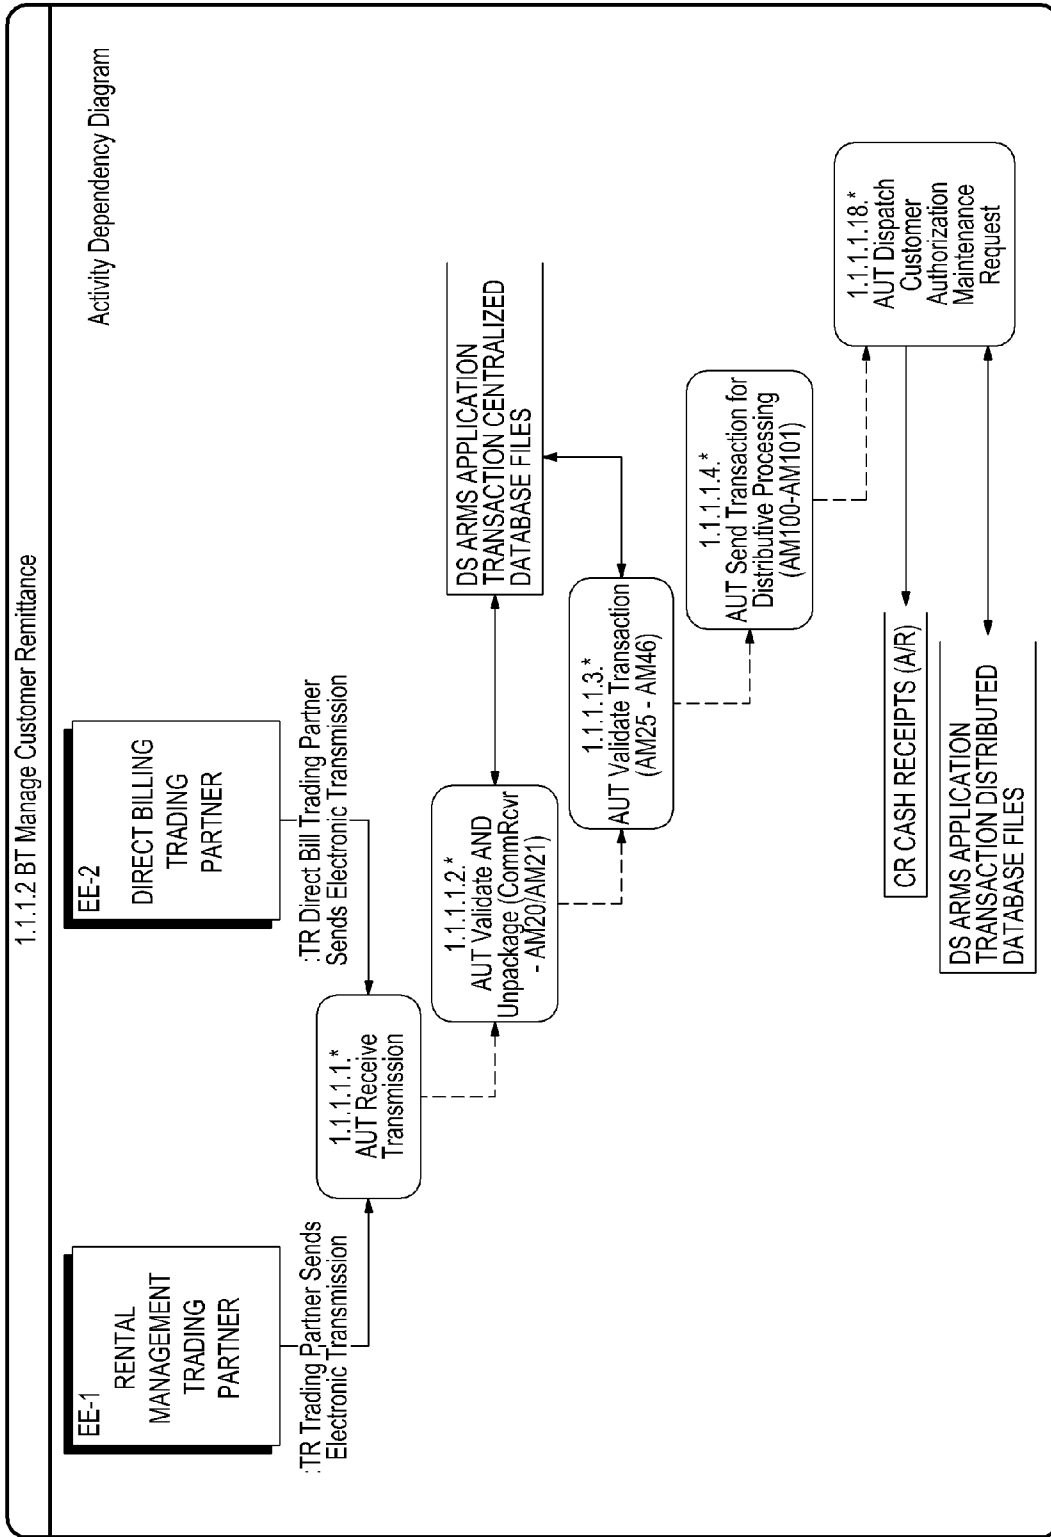 1.1.1.2 BT Manage Customer Remittance
Activity Dependency Diagram
EE-1
RENTAL
MANAGEMENT
TRADING
PARTNER
:TR Trading Partner Sends
Electronic Transmission
EE-2
DIRECT BILLING
TRADING
PARTNER
:TR Direct Bill Trading Partner
Sends Electronic Transmission
1.1.1.1.1.*
AUT Receive
Transmission
1.1.1.1.2.*
AUT Validate AND
Unpackage (CommRcvr
- AM20/AM21)
DS ARMS APPLICATION
TRANSACTION CENTRALIZED
DATABASE FILES
1.1.1.1.3.*
AUT Validate Transaction
(AM25 - AM46)
1.1.1.1.4.*
AUT Send Transaction for
Distributive Processing
(AM100-AM101)
1.1.1.1.18.*
AUT Dispatch
Customer
Authorization
Maintenance
Request
CR CASH RECEIPTS (A/R)
DS ARMS APPLICATION
TRANSACTION DISTRIBUTED
DATABASE FILES